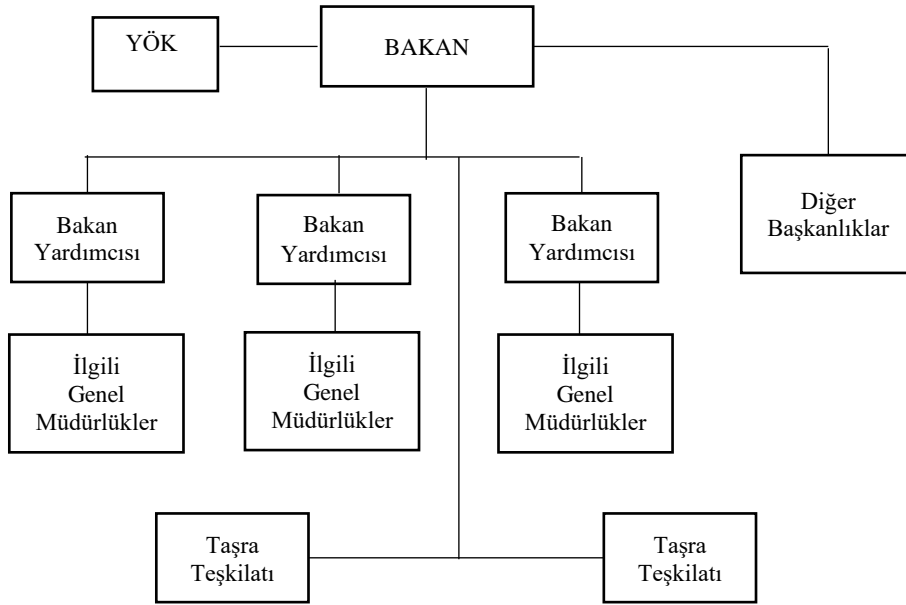 YÖK
BAKAN
Bakan
Yardımcısı
Bakan
Yardımcısı
Bakan
Yardımcısı
Diğer
Başkanlıklar
İlgili
Genel
Müdürlükler
İlgili
Genel
Müdürlükler
İlgili
Genel
Müdürlükler
Taşra
Teşkilatı
Taşra
Teşkilatı